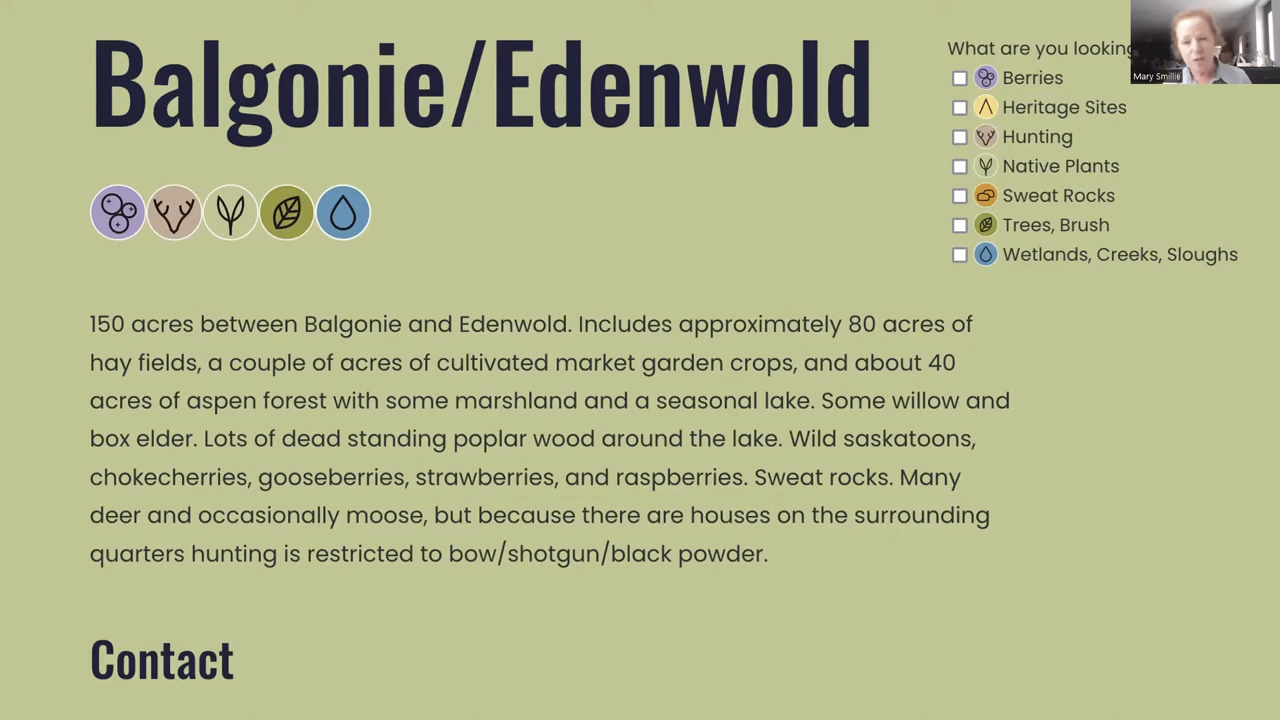 Balgonie/Edenwold
What are you looking
Berries
Heritage Sites
Hunting
Native Plants
Sweat Rocks
Trees, Brush
Wetlands, Creeks, Sloughs
Mary Smillie
150 acres between Balgonie and Edenwold. Includes approximately 80 acres of
hay fields, a couple of acres of cultivated market garden crops, and about 40
acres of aspen forest with some marshland and a seasonal lake. Some willow and
box elder. Lots of dead standing poplar wood around the lake. Wild saskatoons,
chokecherries, gooseberries, strawberries, and raspberries. Sweat rocks. Many
deer and occasionally moose, but because there are houses on the surrounding
quarters hunting is restricted to bow/shotgun/black powder.
Contact